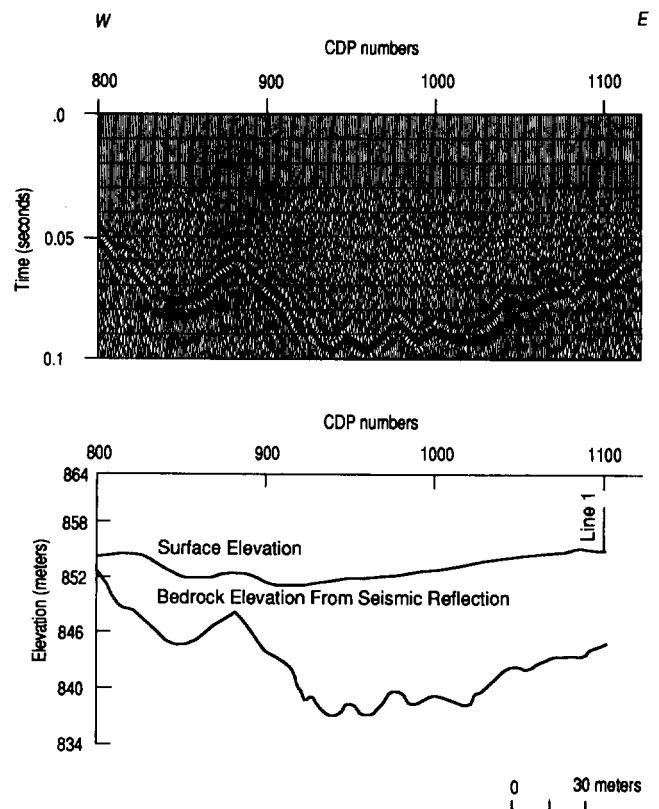 W E
CDP numbers
800 900 1000 1100
.0
0.05
0.1
Time (seconds)
CDP numbers
800 900 1000 1100
864
858
852
846
840
834
Elevation (meters)
Surface Elevation
Bedrock Elevation From Seismic Reflection
Line 1
0 30 meters